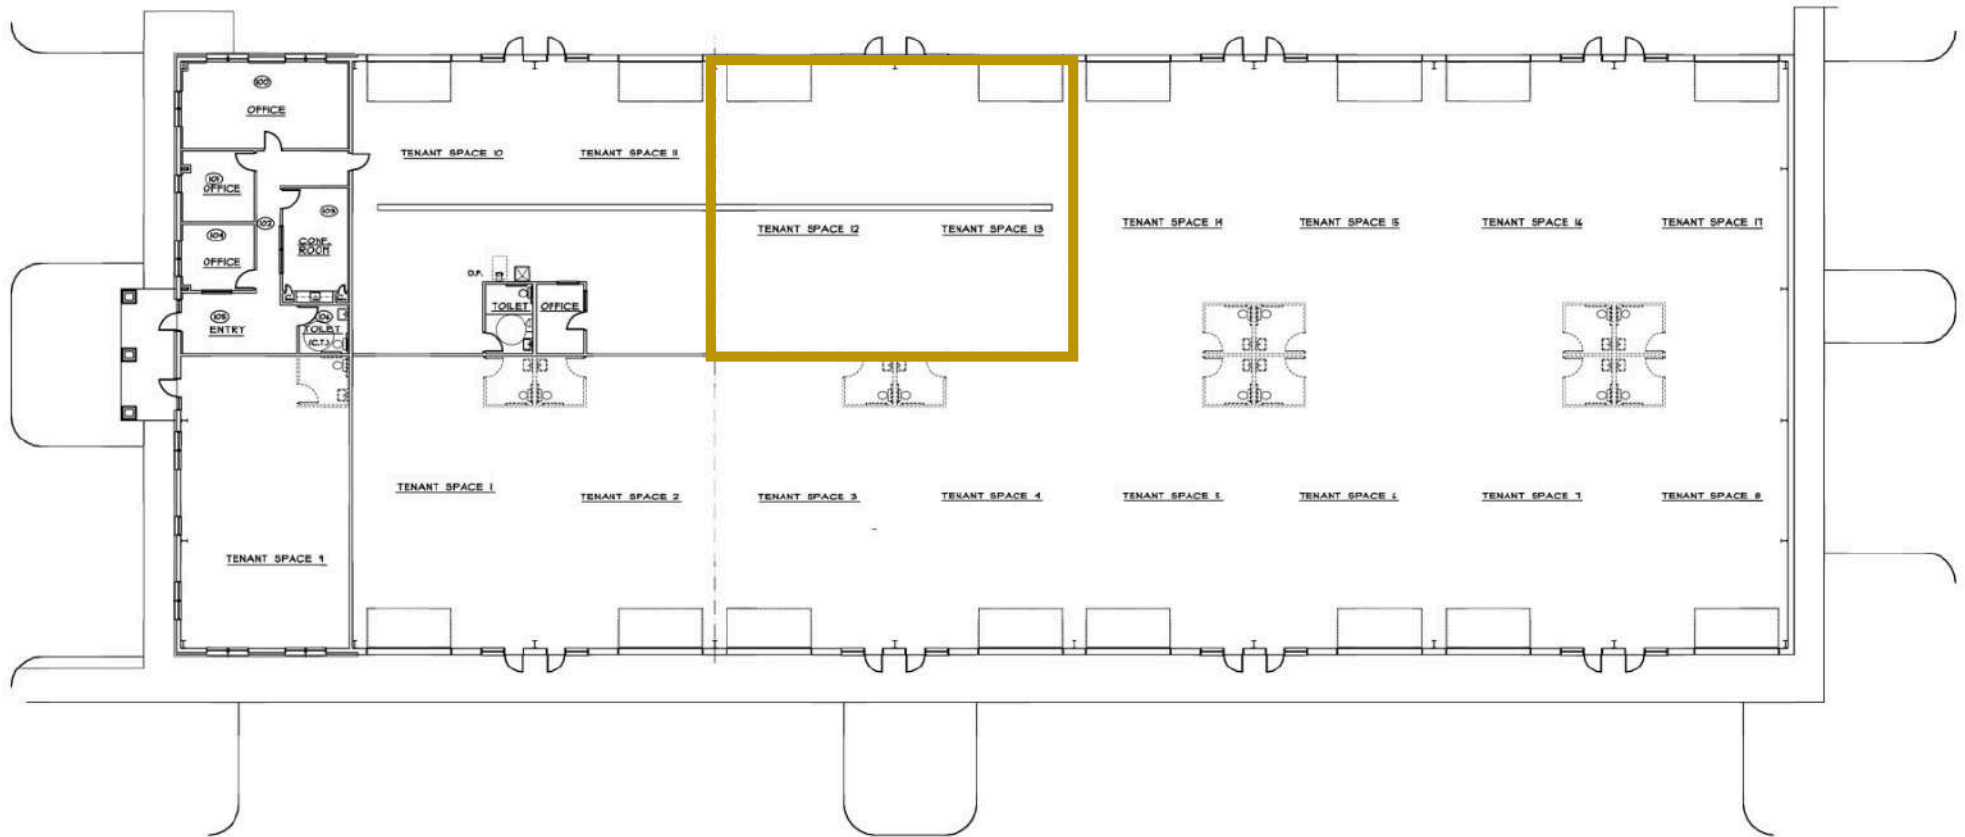 100
OFFICE
TENANT SPACE 10
TENANT SPACE 11
101
OFFICE
103
102
104
OFFICE
CONF.
ROOM
TENANT SPACE 12
TENANT SPACE 13
TENANT SPACE 14
TENANT SPACE 15
TENANT SPACE 16
TENANT SPACE 17
D.F.
TOILET
OFFICE
105
ENTRY
106
TOILET
(C.T.)
TENANT SPACE 1
TENANT SPACE 2
TENANT SPACE 3
TENANT SPACE 4
TENANT SPACE 5
TENANT SPACE 6
TENANT SPACE 7
TENANT SPACE 8
TENANT SPACE 9